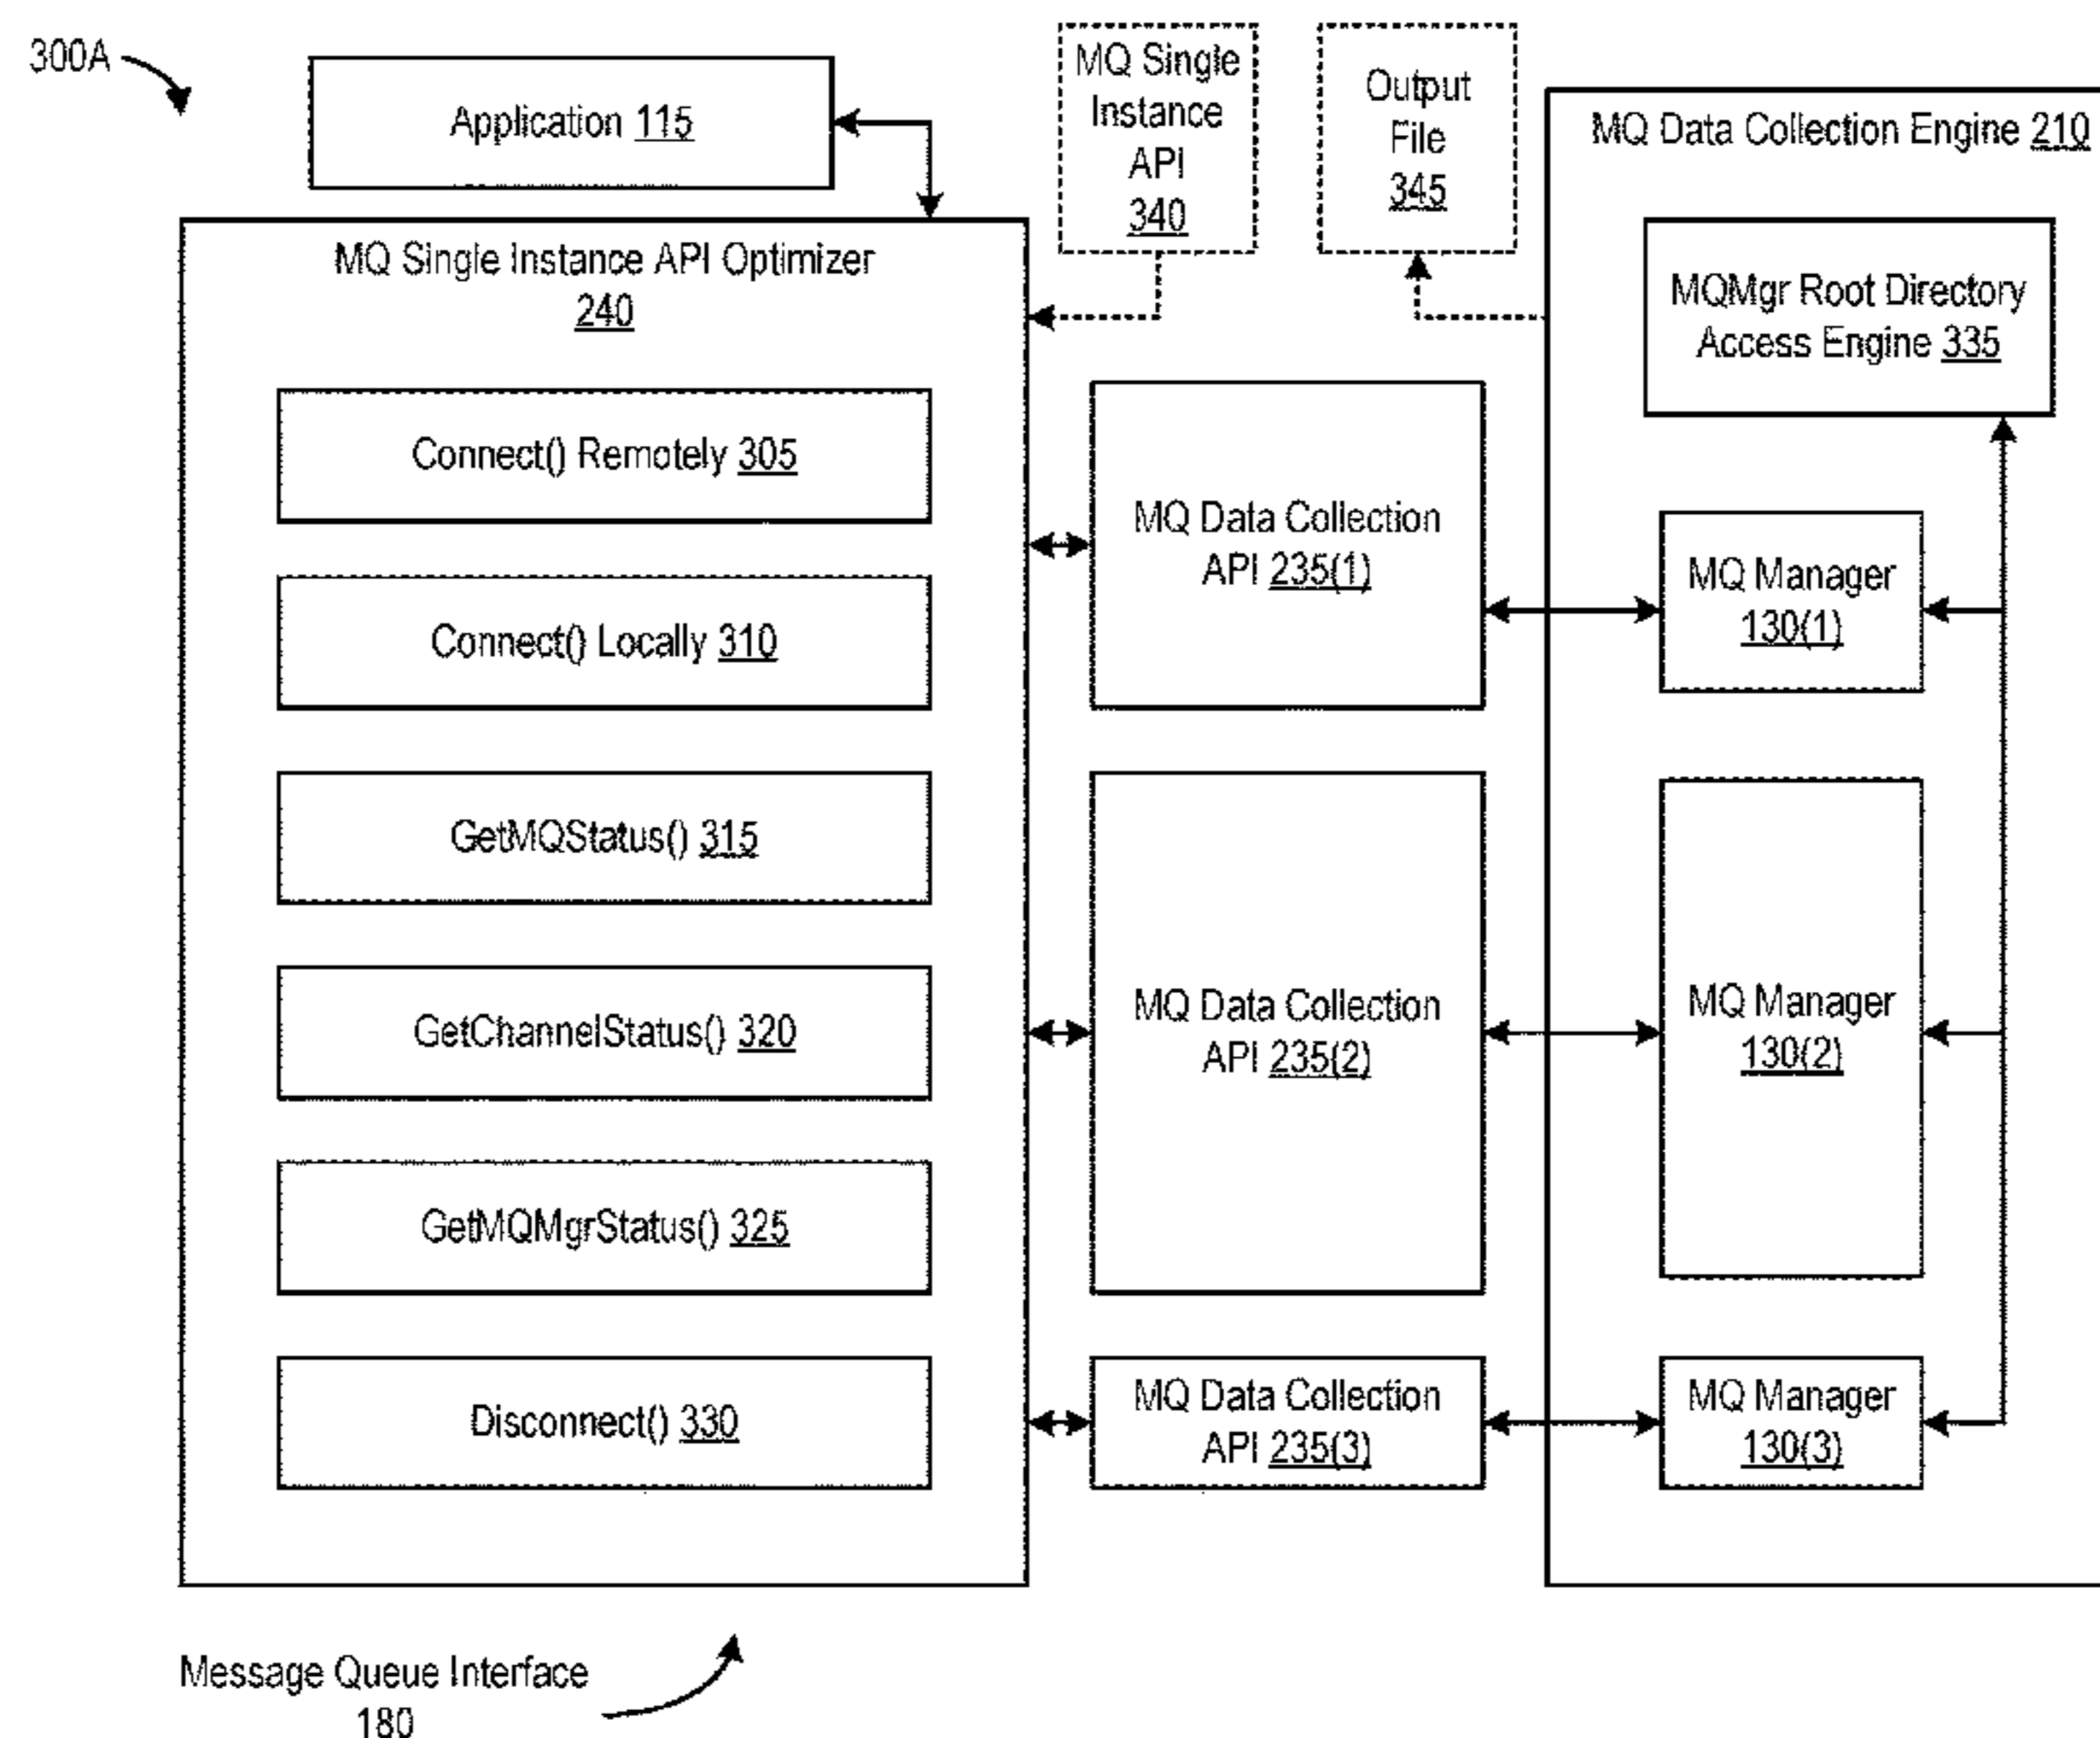 300A
Application 115
MQ Single
Instance
API
340
Output
File
345
MQ Data Collection Engine 210
MQ Single Instance API Optimizer
240
MQMgr Root Directory
Access Engine 335
Connect() Remotely 305
Connect() Locally 310
GetMQStatus() 315
GetChannelStatus() 320
GetMQMgrStatus() 325
Disconnect() 330
MQ Data Collection
API 235(1)
MQ Data Collection
API 235(2)
MQ Data Collection
API 235(3)
MQ Manager
130(1)
MQ Manager
130(2)
MQ Manager
130(3)
Message Queue Interface
180